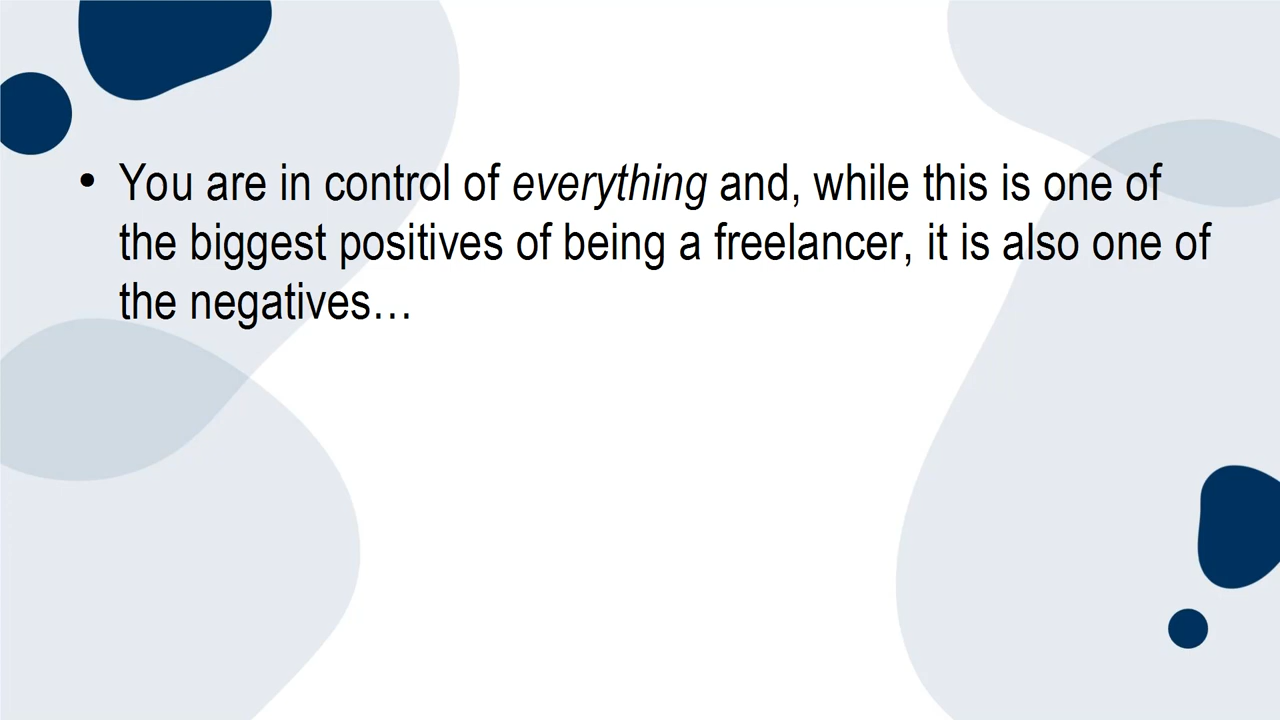 • You are in control of everything and, while this is one of
the biggest positives of being a freelancer, it is also one of
the negatives…